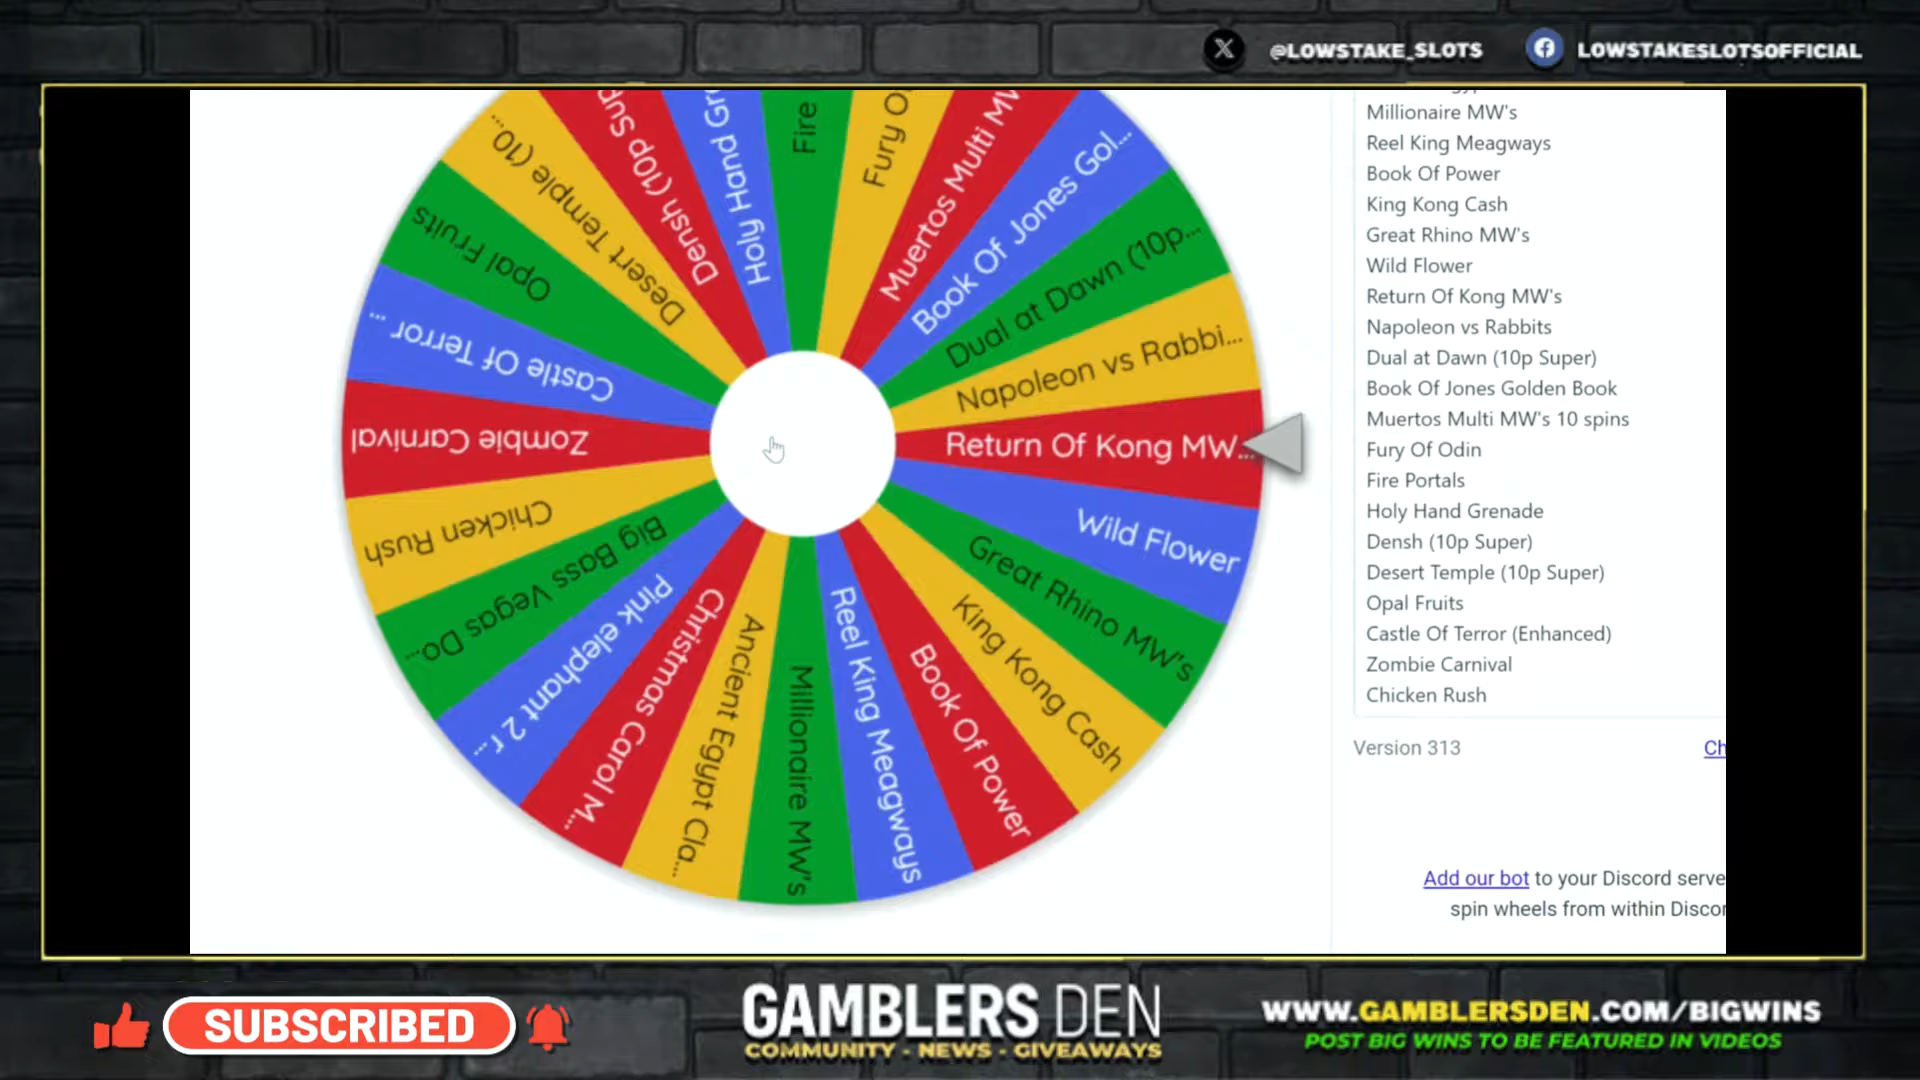 X @LOWSTAKE_SLOTS
LOWSTAKESLOTSOFFICIAL
Fire
Fury O
Muertos Multi MW
Book Of Jones Gol...
Dual at Dawn (10p...
Napoleon vs Rabbi...
Return Of Kong MW...
Wild Flower
Great Rhino MW's
King Kong Cash
Book Of Power
Reel King Meagways
Millionaire MW's
Ancient Egypt Cla...
Christmas Carol M...
Pink elephant 2 r...
Big Bass Vegas Do...
Chicken Rush
Zombie Carnival
Castle Of Terror ...
Opal Fruits
Desert Temple (10...
Densh (10p Sup
Holy Hand Gr
Millionaire MW's
Reel King Meagways
Book Of Power
King Kong Cash
Great Rhino MW's
Wild Flower
Return Of Kong MW's
Napoleon vs Rabbits
Dual at Dawn (10p Super)
Book Of Jones Golden Book
Muertos Multi MW's 10 spins
Fury Of Odin
Fire Portals
Holy Hand Grenade
Densh (10p Super)
Desert Temple (10p Super)
Opal Fruits
Castle Of Terror (Enhanced)
Zombie Carnival
Chicken Rush
Version 313
Ch
Add our bot to your Discord serve
spin wheels from within Discor
SUBSCRIBED
GAMBLERS DEN
COMMUNITY - NEWS - GIVEAWAYS
WWW.GAMBLERSDEN.COM/BIGWINS
POST BIG WINS TO BE FEATURED IN VIDEOS